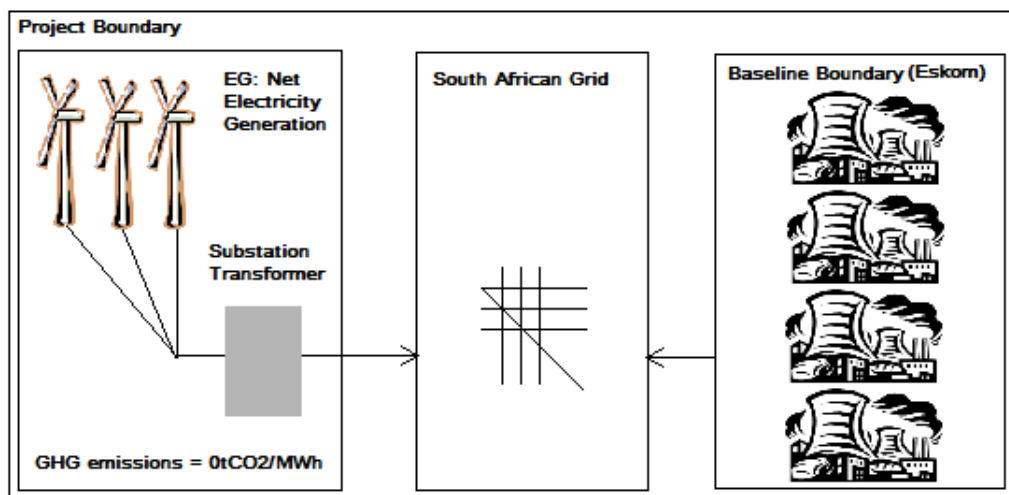 Project Boundary
EG: Net
Electricity
Generation
Substation
Transformer
GHG emissions = 0tCO2/MWh
South African Grid
Baseline Boundary (Eskom)